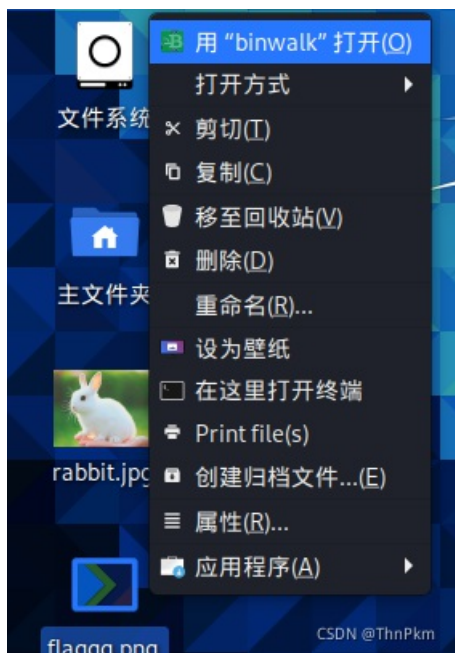 用 “binwalk” 打开(O)
打开方式
文件系统
剪切(T)
复制(C)
移至回收站(V)
删除(D)
主文件夹
重命名(R)...
设为壁纸
在这里打开终端
Print file(s)
rabbit.jpg
创建归档文件...(E)
属性(R)...
应用程序(A)
CSDN @ThnPkm
flaggg.png